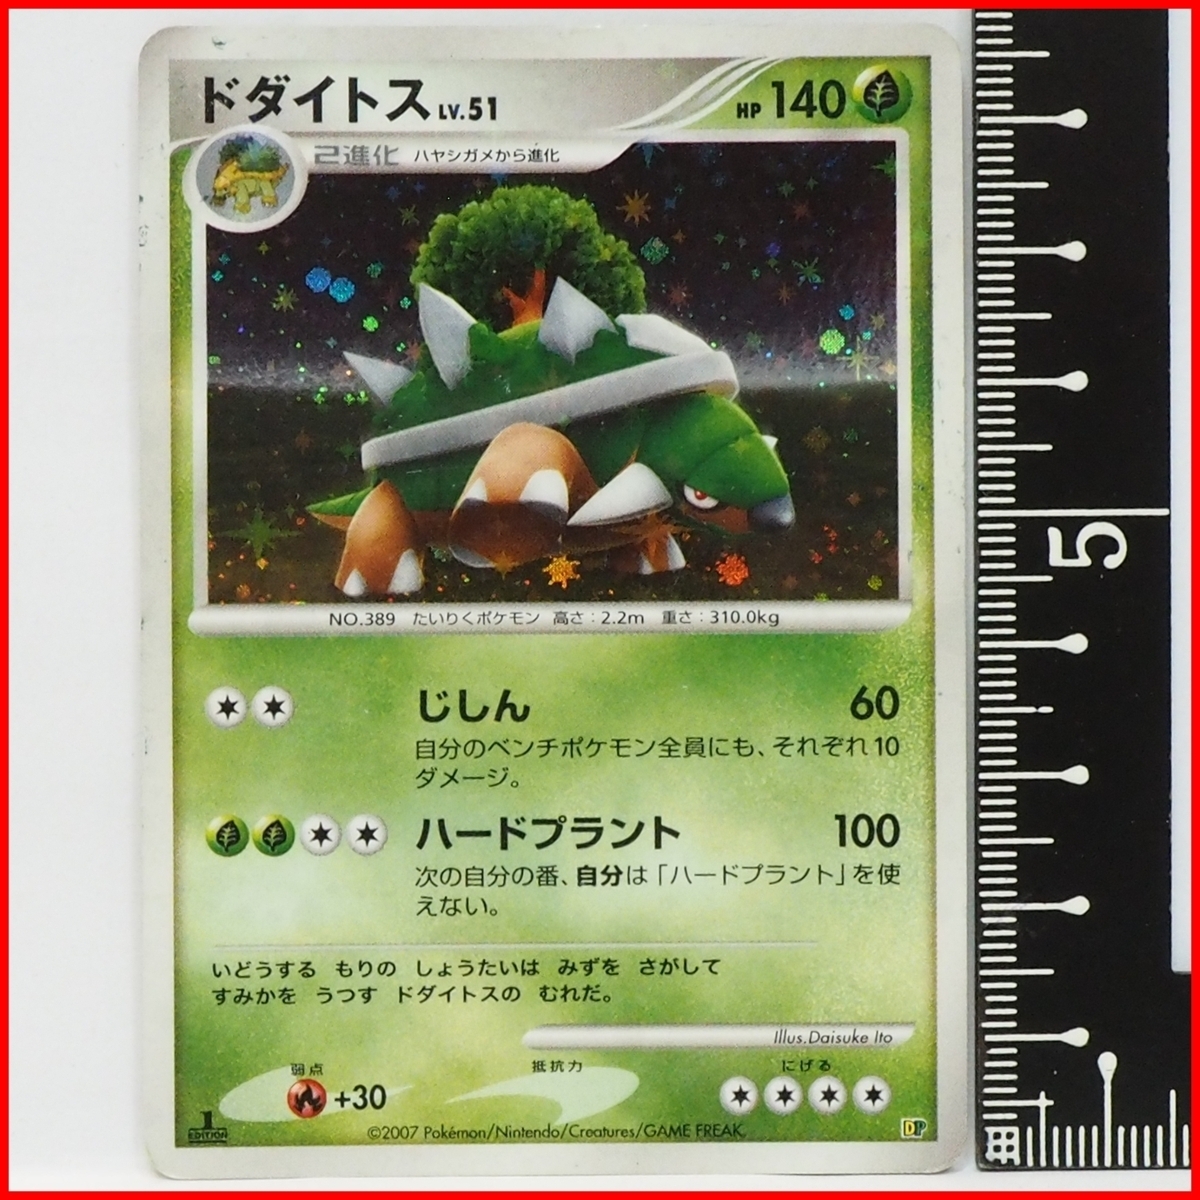 ドダイトス LV.51
HP 140
2進化 ハヤシガメから進化
NO.389 たいりくポケモン 高さ:2.2m 重さ:310.0kg
じしん 60
自分のベンチポケモン全員にも、それぞれ10
ダメージ。
ハードプラント 100
次の自分の番、自分は「ハードプラント」を使
えない。
いどうする もりの しょうたいは みずを さがして
すみかを うつす ドダイトスの むれだ。
Illus.Daisuke Ito
弱点 抵抗力 にげる
+30
1 EDITION
©2007 Pokémon/Nintendo/Creatures/GAME FREAK.
DP
5